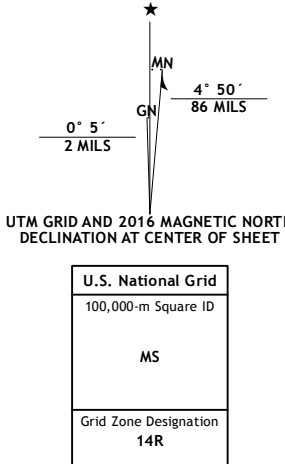 MN
GN
4° 50´
86 MILS
0° 5´
2 MILS
UTM GRID AND 2016 MAGNETIC NORTH
DECLINATION AT CENTER OF SHEET
U.S. National Grid
100,000-m Square ID
MS
Grid Zone Designation
14R